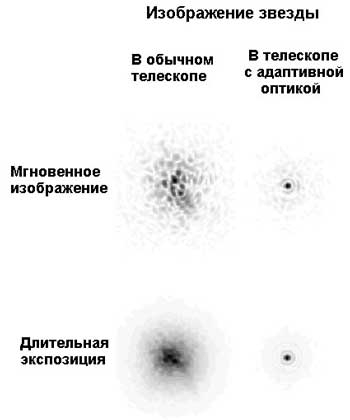 Изображение звезды
В обычном
телескопе
В телескопе
с адаптивной
оптикой
Мгновенное
изображение
Длительная
экспозиция